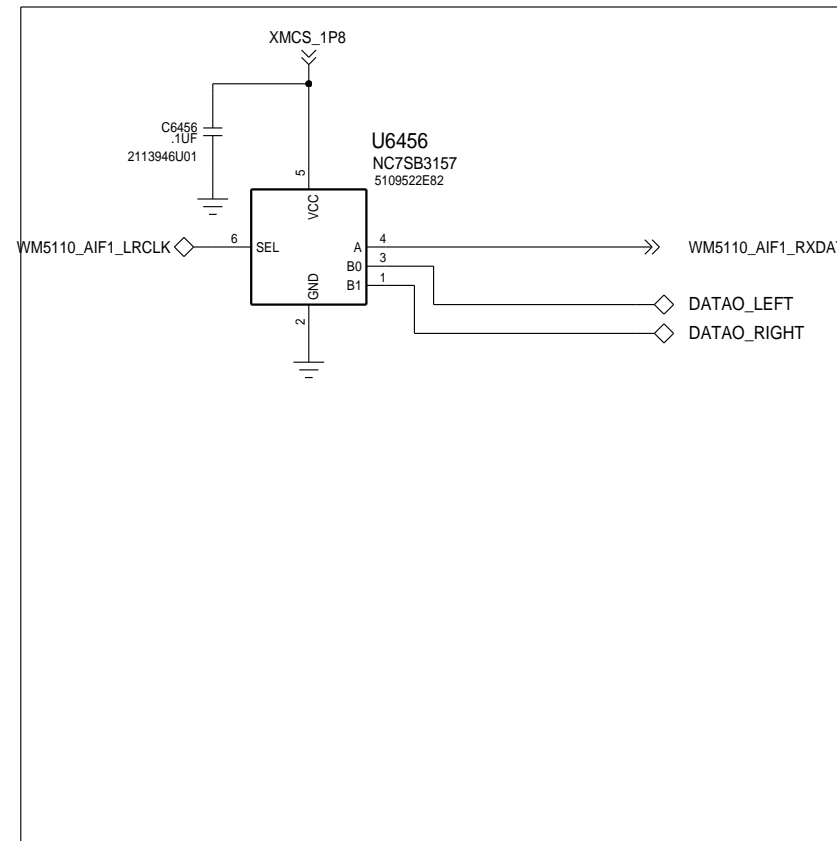 XMCS_1P8
C6456
.1UF
2113946U01
U6456
NC7SB3157
5109522E82
5
VCC
WM5110_AIF1_LRCLK
6
SEL
A
4
WM5110_AIF1_RXDAT
B0
3
B1
1
GND
2
DATAO_LEFT
DATAO_RIGHT